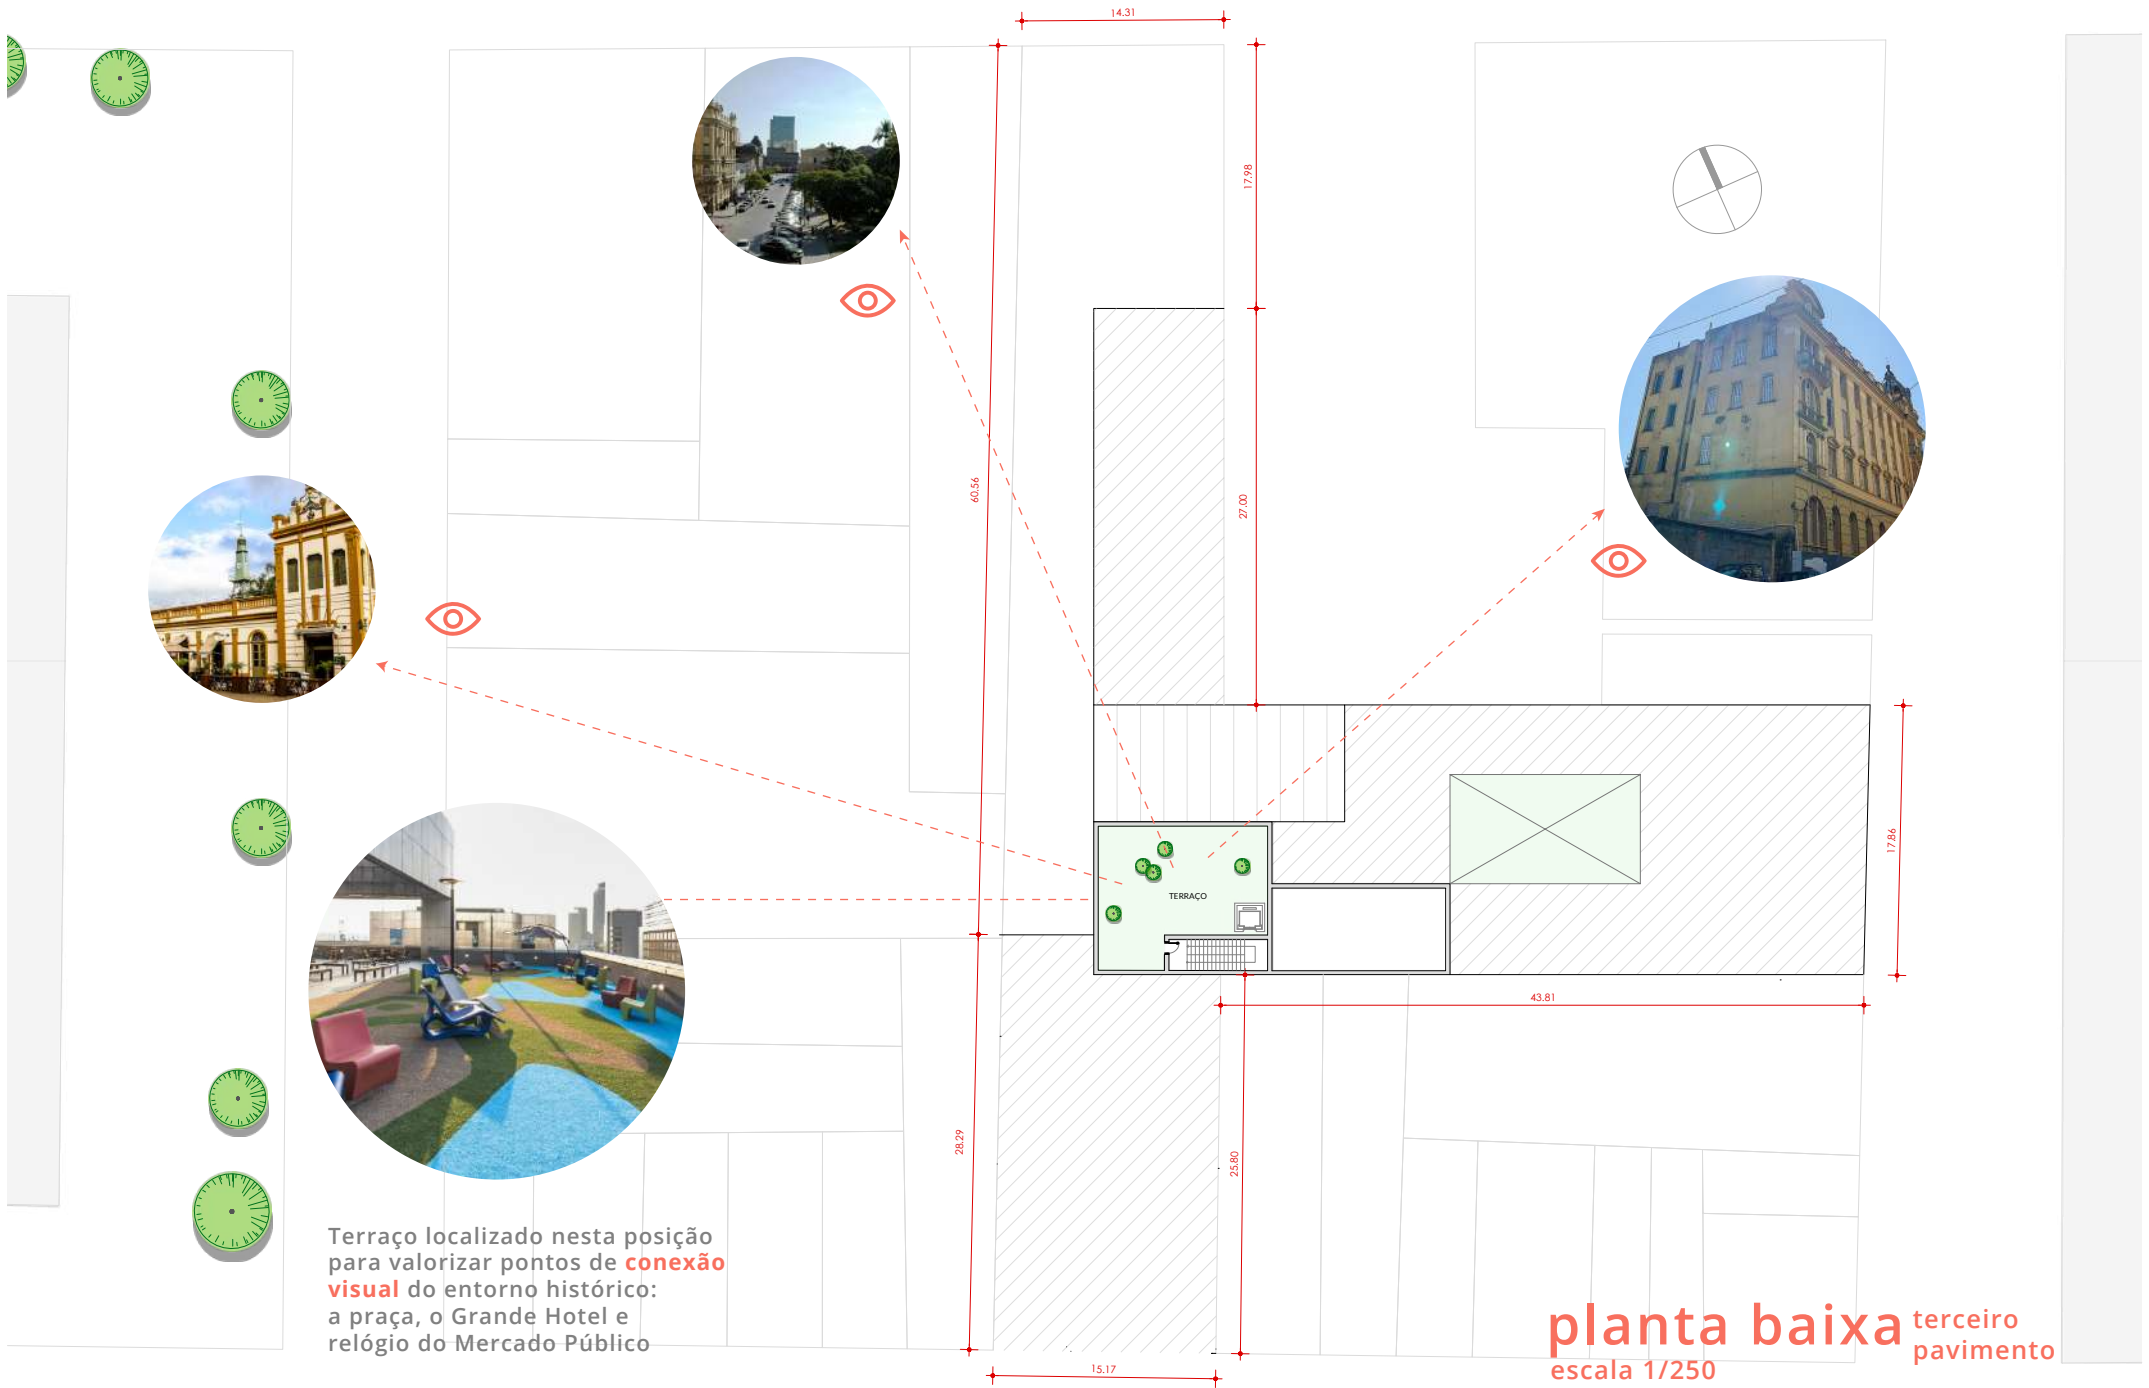 14.31
17.98
60.56
27.00
17.86
TERRAÇO
43.81
28.29
25.80
15.17
Terraço localizado nesta posição
para valorizar pontos de conexão
visual do entorno histórico:
a praça, o Grande Hotel e
relógio do Mercado Público
planta baixa terceiro
pavimento
escala 1/250